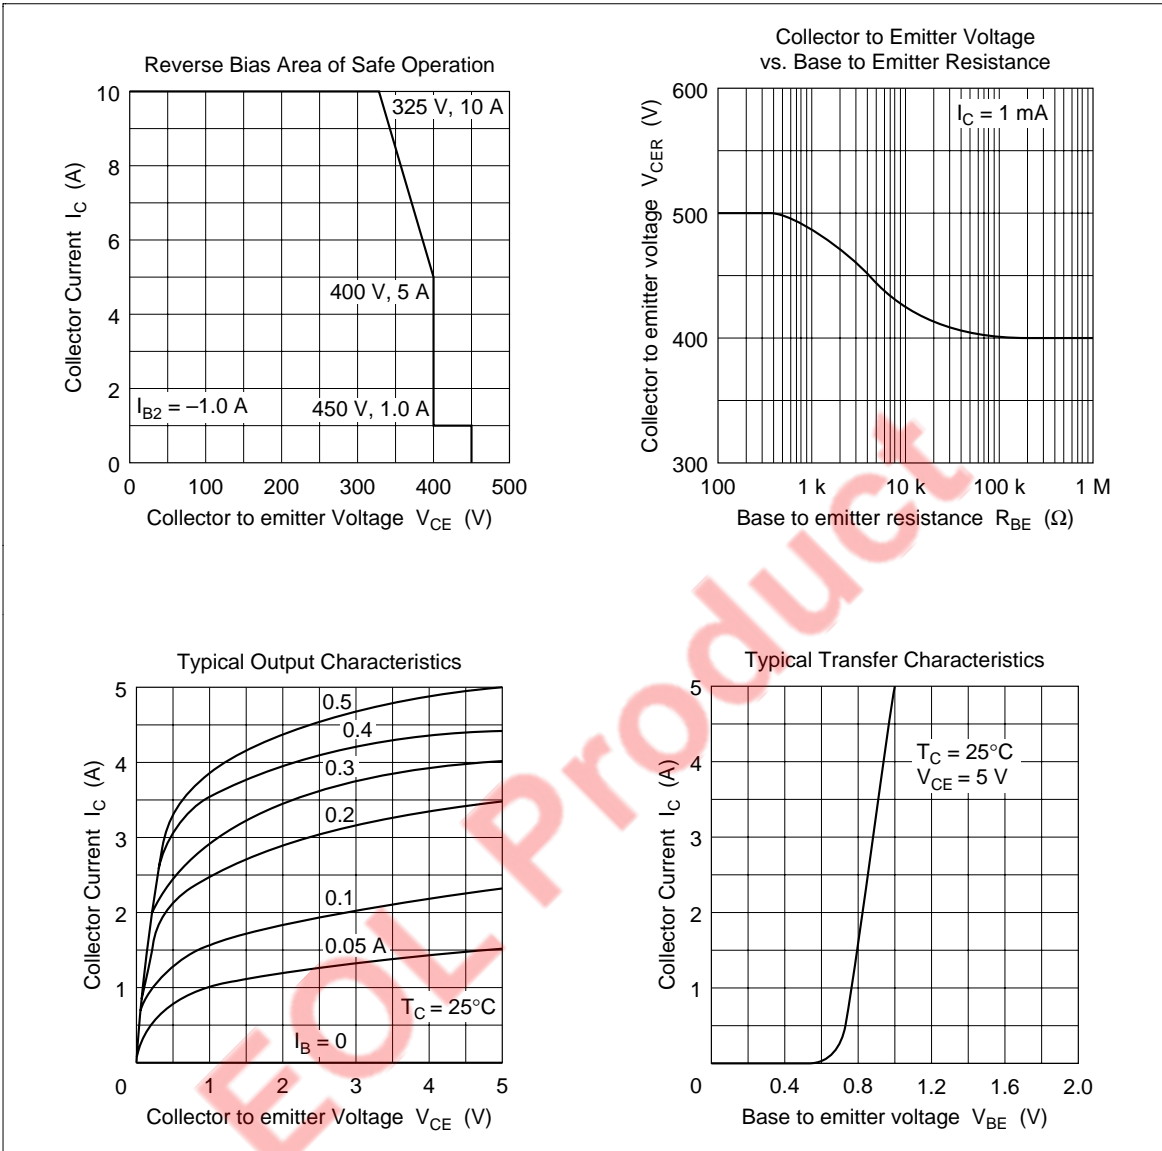 Reverse Bias Area of Safe Operation
10
8
6
4
2
0
Collector Current I_C (A)
325 V, 10 A
400 V, 5 A
450 V, 1.0 A
I_B2 = –1.0 A
0 100 200 300 400 500
Collector to emitter Voltage V_CE (V)
Collector to Emitter Voltage
vs. Base to Emitter Resistance
600
500
400
300
Collector to emitter voltage V_CER (V)
I_C = 1 mA
100 1 k 10 k 100 k 1 M
Base to emitter resistance R_BE (Ω)
Typical Output Characteristics
5
4
3
2
1
0
Collector Current I_C (A)
0.5
0.4
0.3
0.2
0.1
0.05 A
T_C = 25°C
I_B = 0
1 2 3 4 5
Collector to emitter Voltage V_CE (V)
Typical Transfer Characteristics
5
4
3
2
1
0
Collector Current I_C (A)
T_C = 25°C
V_CE = 5 V
0.4 0.8 1.2 1.6 2.0
Base to emitter voltage V_BE (V)
EOL Product